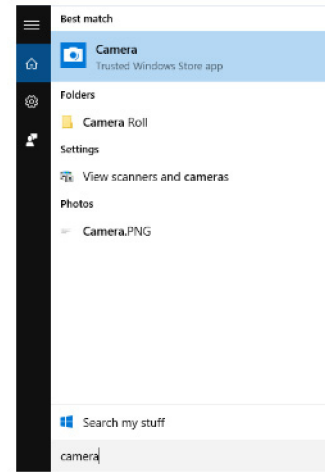 Best match
Camera
Trusted Windows Store app
Folders
Camera Roll
Settings
View scanners and cameras
Photos
Camera.PNG
Search my stuff
camera